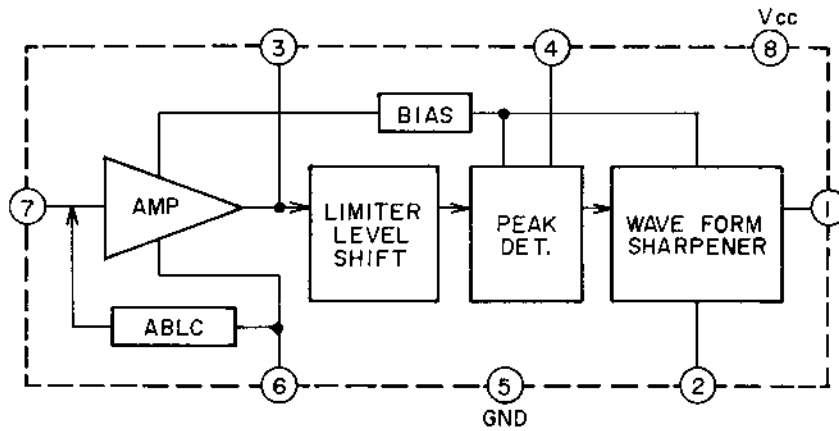 Vcc
3
4
8
BIAS
7
AMP
LIMITER
LEVEL
SHIFT
PEAK
DET.
WAVE FORM
SHARPENER
1
ABLC
6
5
2
GND